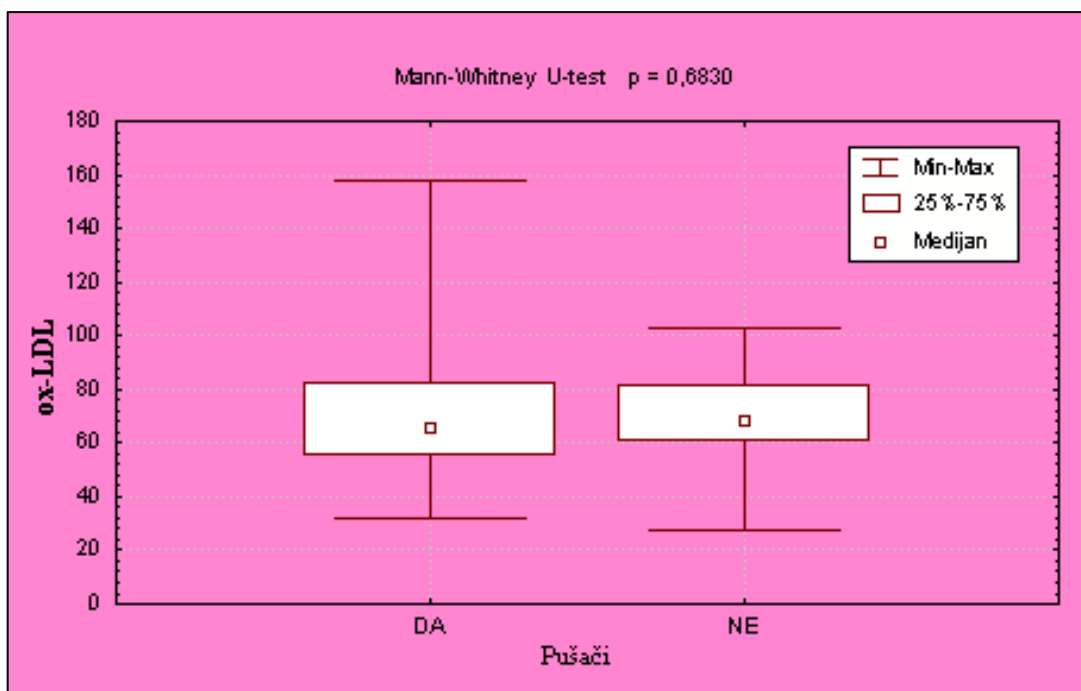 Mann-Whitney U-test p = 0,6830
180
160
140
120
100
80
60
40
20
0
ox-LDL
Min-Max
25%-75%
Medijan
DA NE
Pušači